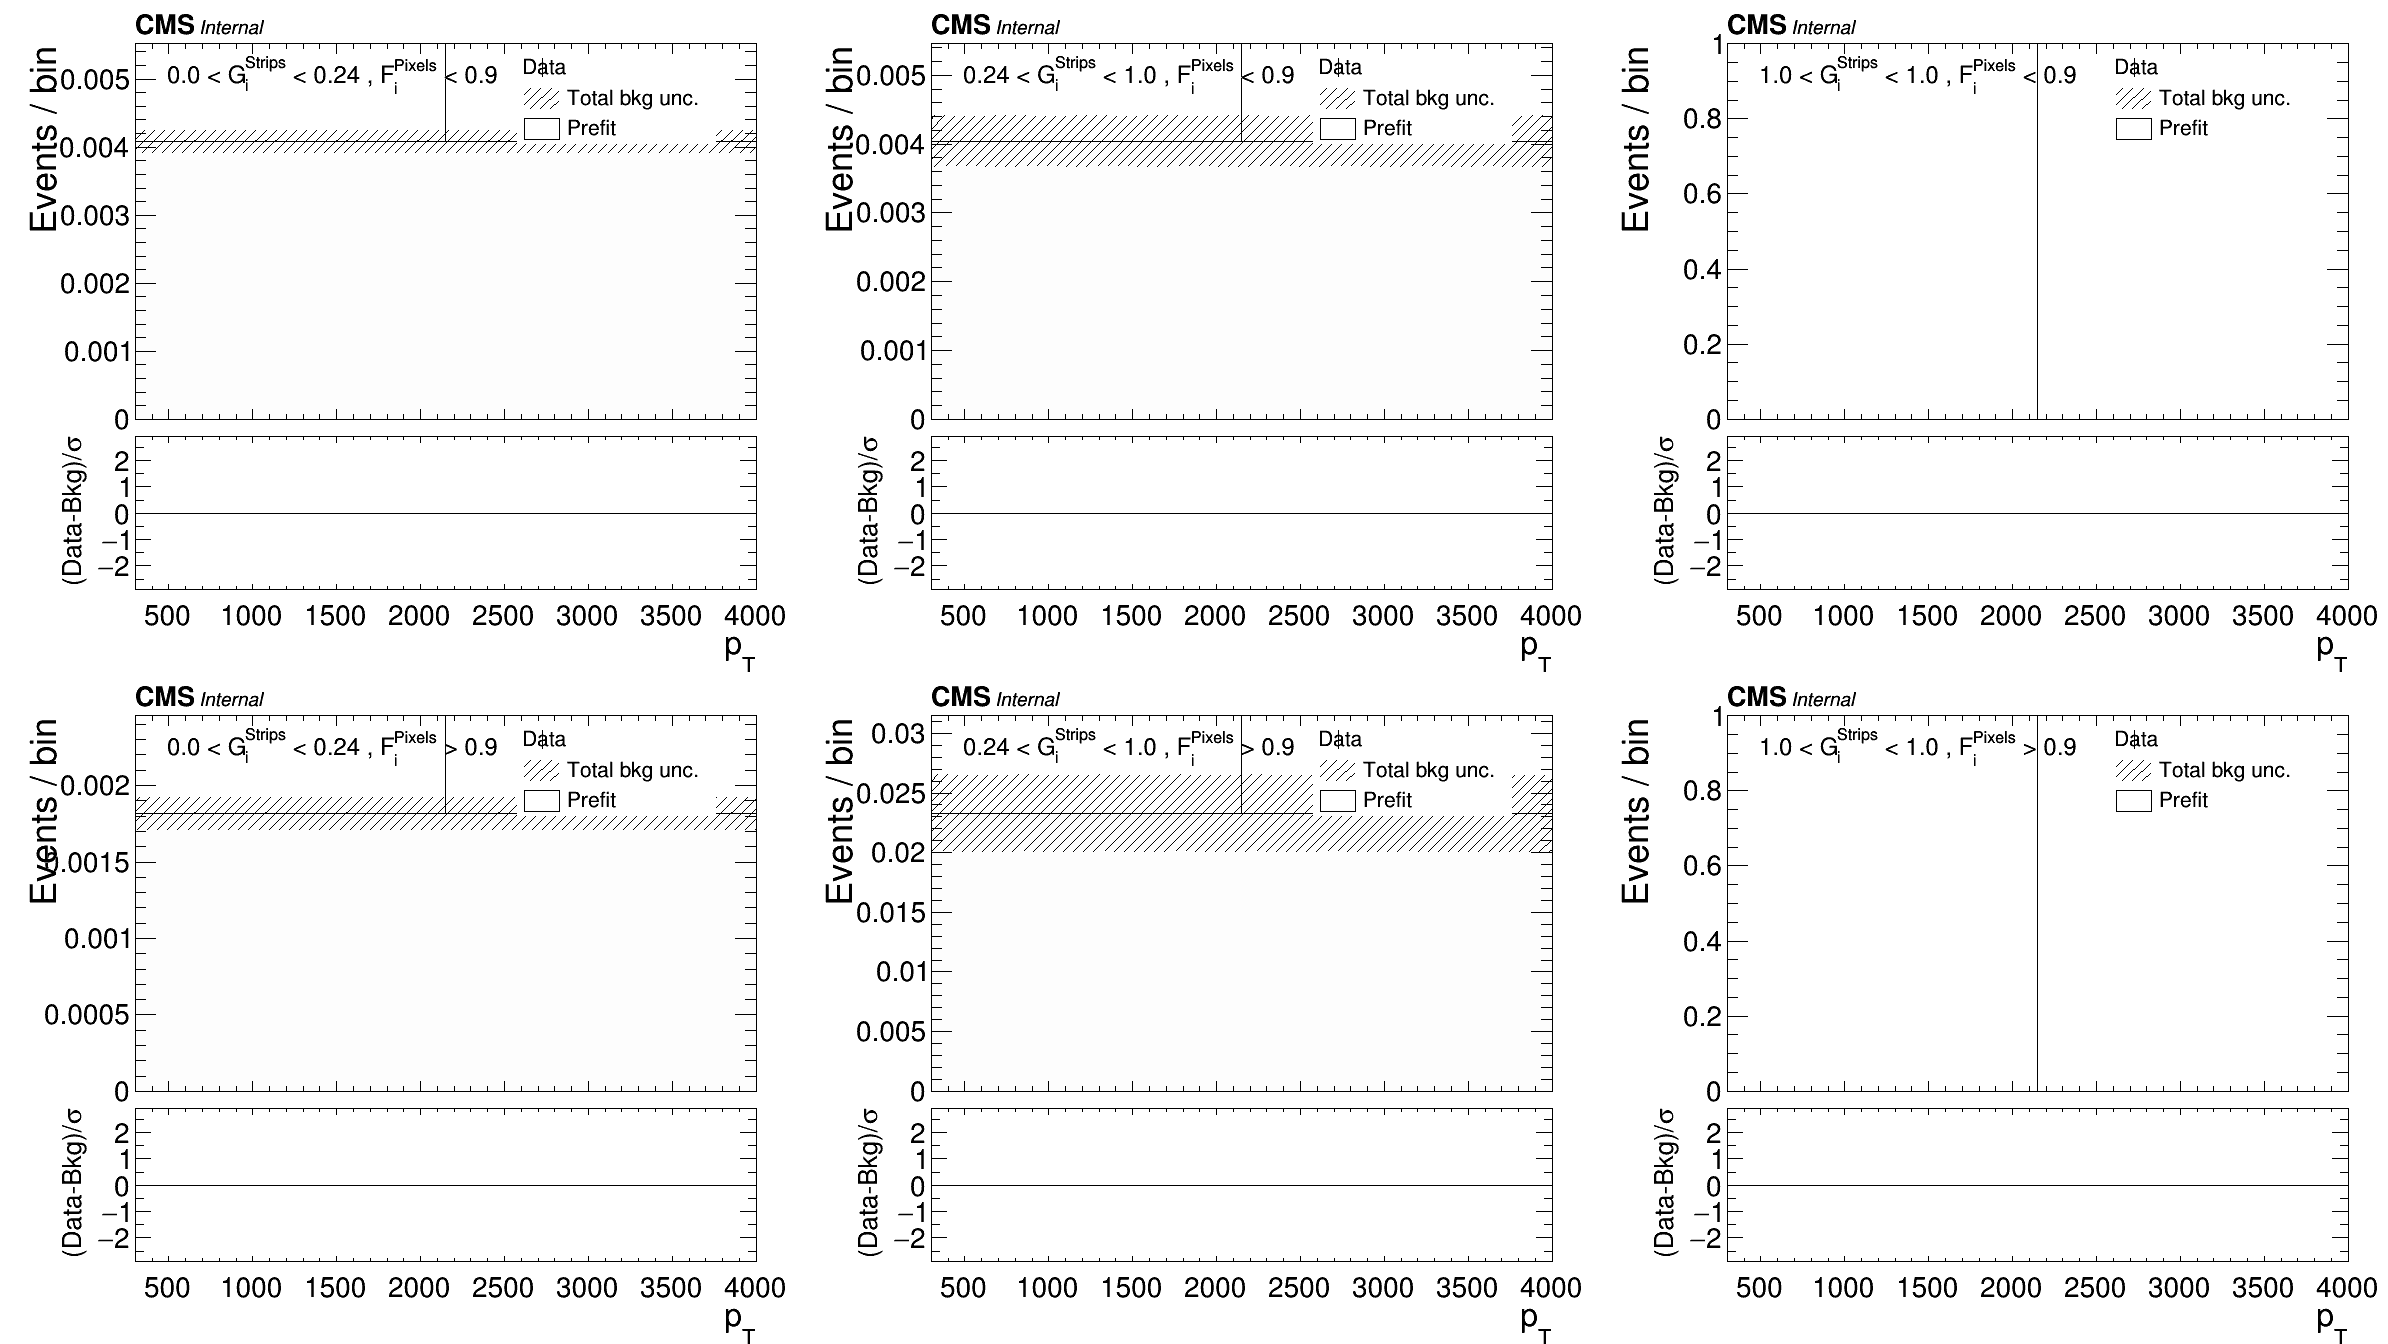 CMS Internal
0.0 < G_i^Strips < 0.24 , F_i^Pixels < 0.9
Data
Total bkg unc.
Prefit
Events / bin
0.005
0.004
0.003
0.002
0.001
0
(Data-Bkg)/σ
2
1
0
−1
−2
500 1000 1500 2000 2500 3000 3500 4000
p_T
CMS Internal
0.24 < G_i^Strips < 1.0 , F_i^Pixels < 0.9
Data
Total bkg unc.
Prefit
Events / bin
0.005
0.004
0.003
0.002
0.001
0
(Data-Bkg)/σ
2
1
0
−1
−2
500 1000 1500 2000 2500 3000 3500 4000
p_T
CMS Internal
1.0 < G_i^Strips < 1.0 , F_i^Pixels < 0.9
Data
Total bkg unc.
Prefit
Events / bin
1
0.8
0.6
0.4
0.2
0
(Data-Bkg)/σ
2
1
0
−1
−2
500 1000 1500 2000 2500 3000 3500 4000
p_T
CMS Internal
0.0 < G_i^Strips < 0.24 , F_i^Pixels > 0.9
Data
Total bkg unc.
Prefit
Events / bin
0.002
0.0015
0.001
0.0005
0
(Data-Bkg)/σ
2
1
0
−1
−2
500 1000 1500 2000 2500 3000 3500 4000
p_T
CMS Internal
0.24 < G_i^Strips < 1.0 , F_i^Pixels > 0.9
Data
Total bkg unc.
Prefit
Events / bin
0.03
0.025
0.02
0.015
0.01
0.005
0
(Data-Bkg)/σ
2
1
0
−1
−2
500 1000 1500 2000 2500 3000 3500 4000
p_T
CMS Internal
1.0 < G_i^Strips < 1.0 , F_i^Pixels > 0.9
Data
Total bkg unc.
Prefit
Events / bin
1
0.8
0.6
0.4
0.2
0
(Data-Bkg)/σ
2
1
0
−1
−2
500 1000 1500 2000 2500 3000 3500 4000
p_T